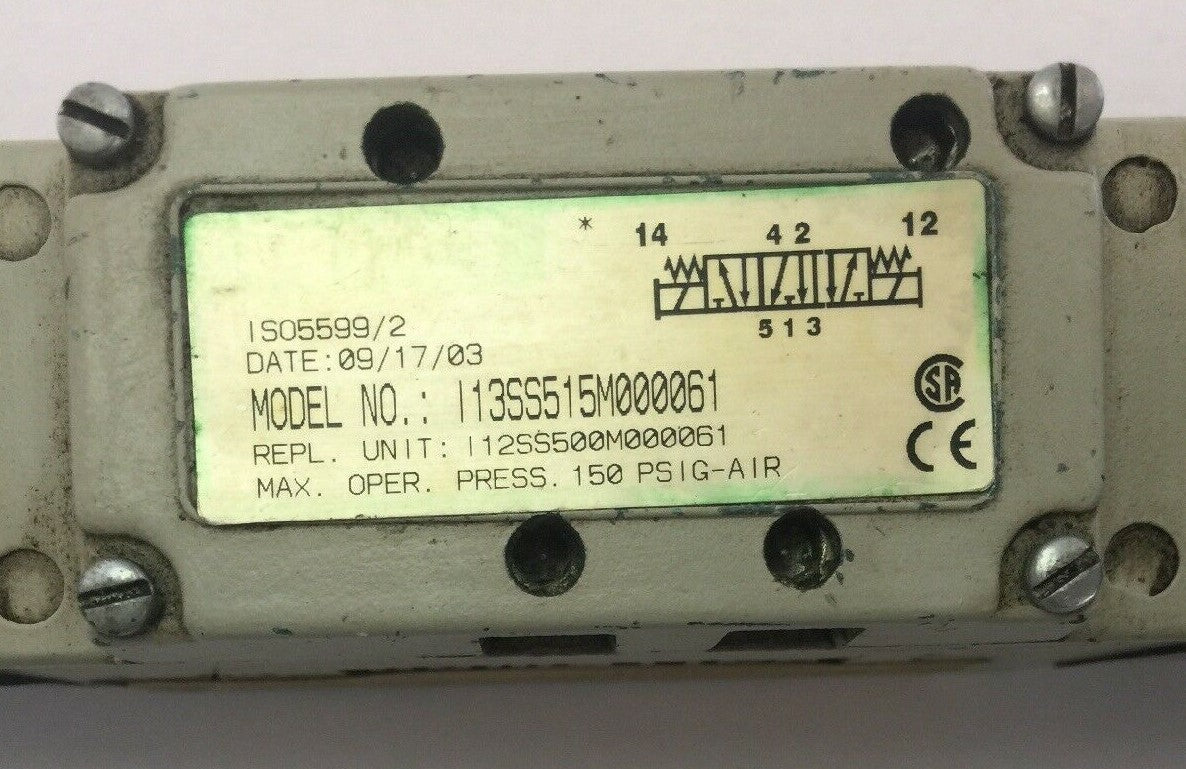 * 14 4 2 12
5 1 3
ISO5599/2
DATE:09/17/03
MODEL NO.: I13SS515M000061
REPL. UNIT: I12SS500M000061
MAX. OPER. PRESS. 150 PSIG-AIR
CSA
CE